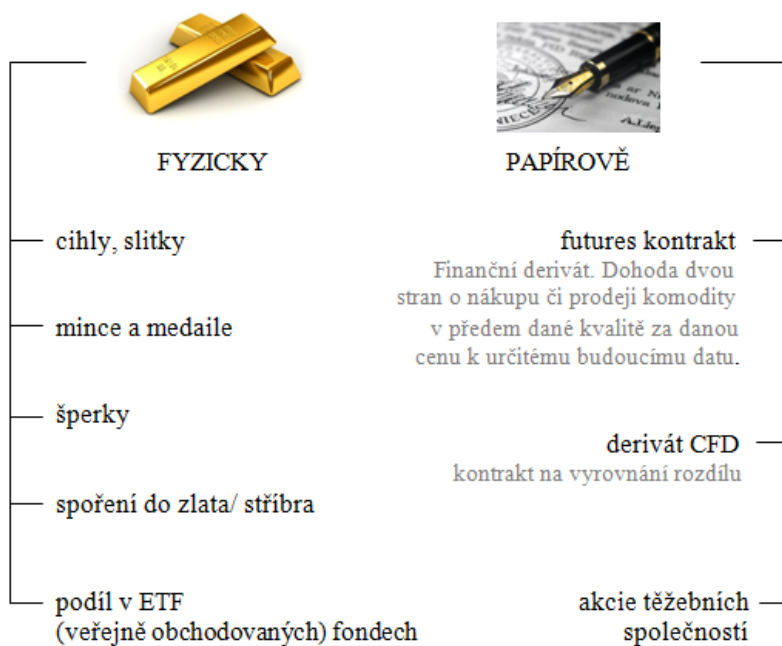 FYZICKY
cihly, slitky
mince a medaile
šperky
spoření do zlata/ stříbra
podíl v ETF
(veřejně obchodovaných) fondech
PAPÍROVĚ
futures kontrakt
Finanční derivát. Dohoda dvou
stran o nákupu či prodeji komodity
v předem dané kvalitě za danou
cenu k určitému budoucímu datu.
derivát CFD
kontrakt na vyrovnání rozdílu
akcie těžebních
společností